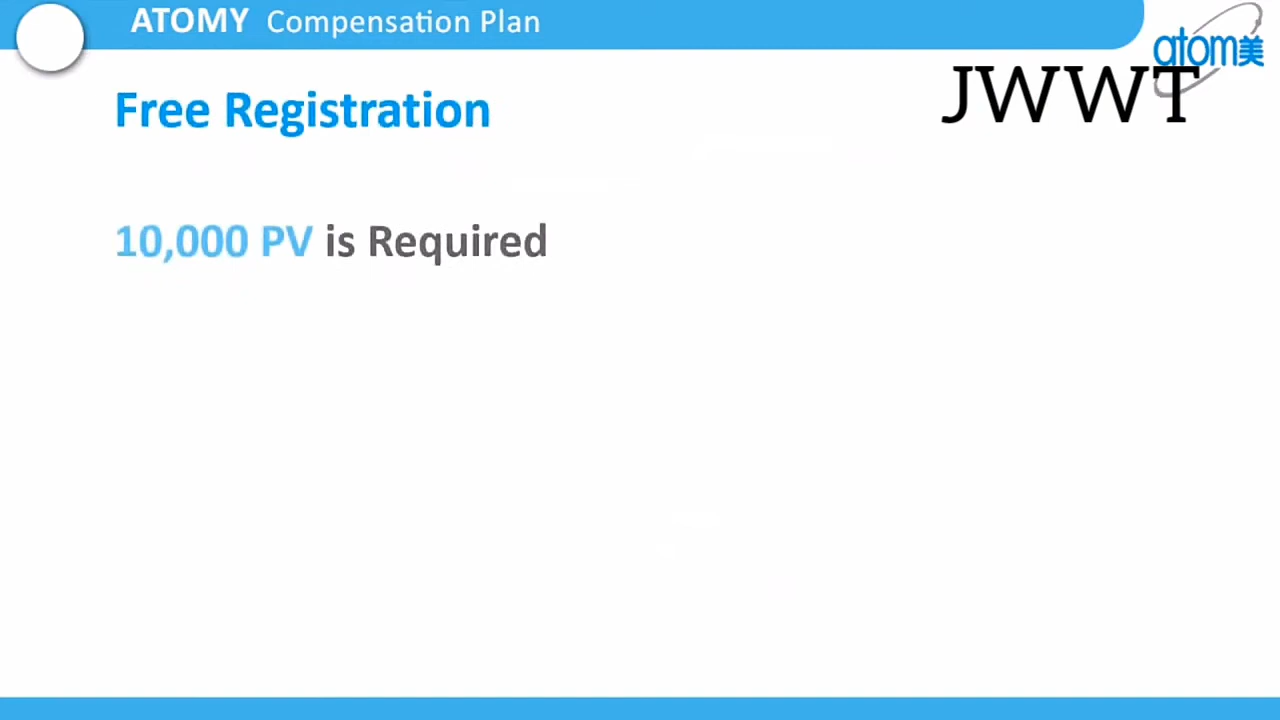 ATOMY Compensation Plan
atom美
JWWT
Free Registration
10,000 PV is Required